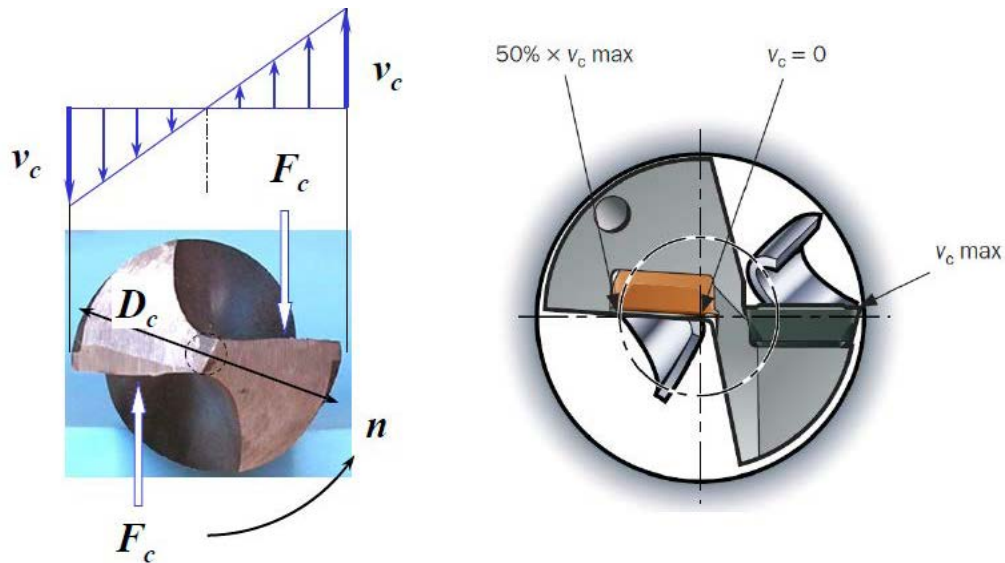 v_c
v_c
F_c
D_c
n
F_c
50% × v_c max
v_c = 0
v_c max